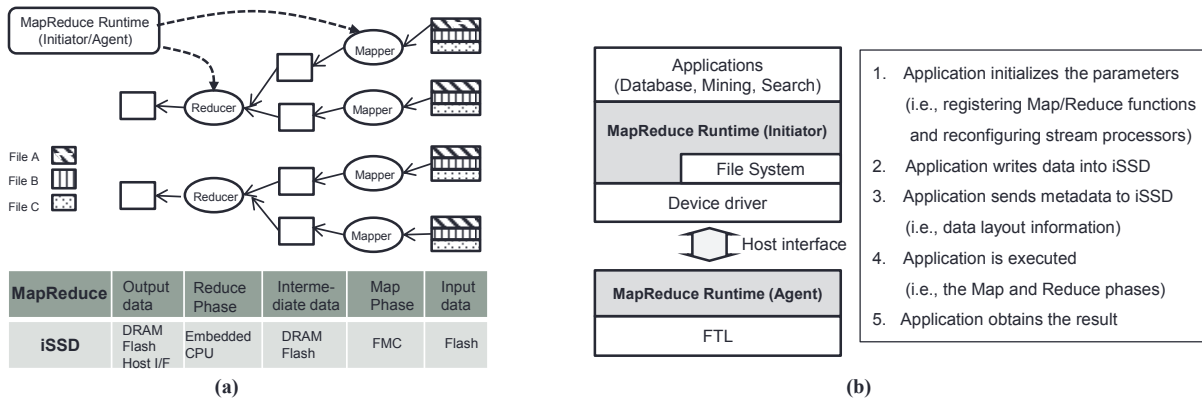 MapReduce Runtime
(Initiator/Agent)
Mapper
Reducer
Mapper
File A
File B
File C
Mapper
Reducer
Mapper
MapReduce
Output
data
Reduce
Phase
Interme-
diate data
Map
Phase
Input
data
iSSD
DRAM
Flash
Host I/F
Embedded
CPU
DRAM
Flash
FMC
Flash
(a)
Applications
(Database, Mining, Search)
MapReduce Runtime (Initiator)
File System
Device driver
Host interface
MapReduce Runtime (Agent)
FTL
1. Application initializes the parameters
(i.e., registering Map/Reduce functions
and reconfiguring stream processors)
2. Application writes data into iSSD
3. Application sends metadata to iSSD
(i.e., data layout information)
4. Application is executed
(i.e., the Map and Reduce phases)
5. Application obtains the result
(b)